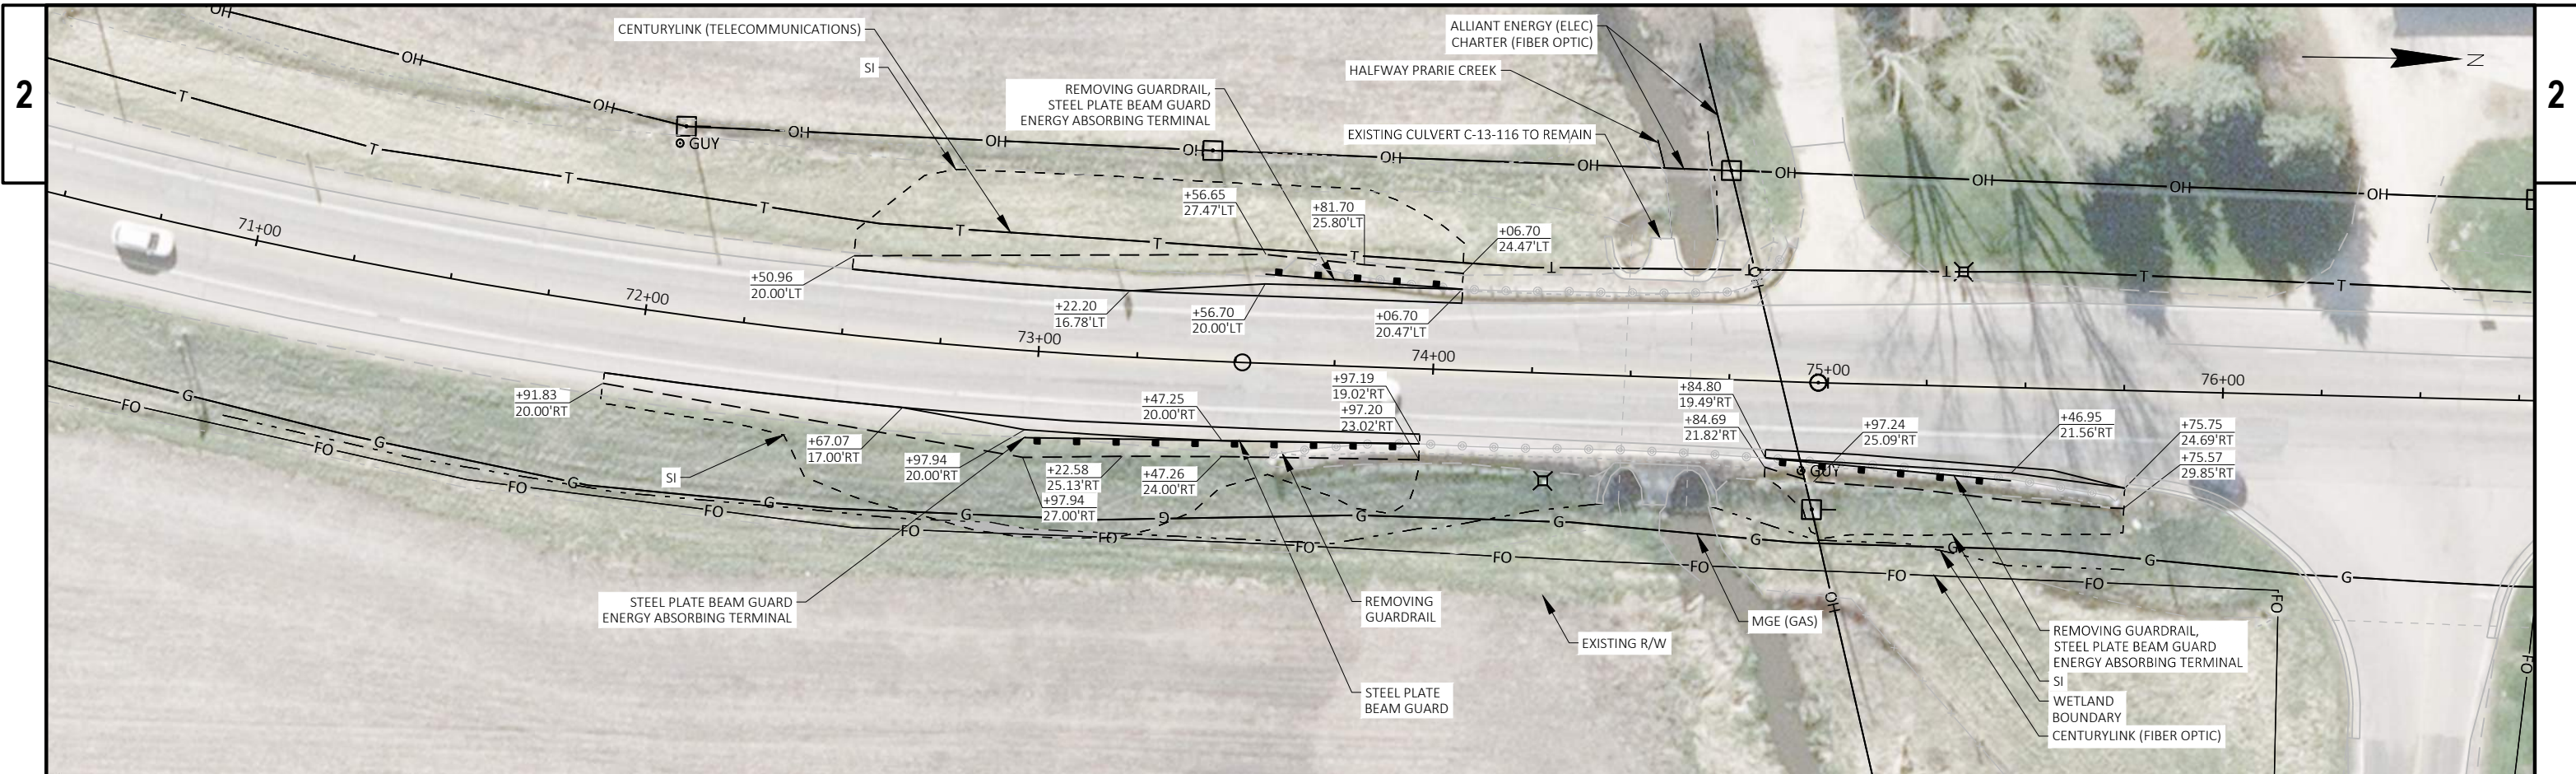 2
2
N
CENTURYLINK (TELECOMMUNICATIONS)
SI
REMOVING GUARDRAIL,
STEEL PLATE BEAM GUARD
ENERGY ABSORBING TERMINAL
ALLIANT ENERGY (ELEC)
CHARTER (FIBER OPTIC)
HALFWAY PRARIE CREEK
EXISTING CULVERT C-13-116 TO REMAIN
OH
OH
OH
OH
OH
OH
OH
OH
OH
OH
OH
OH
GUY
T
T
T
T
T
T
T
T
T
T
T
T
+56.65
27.47'LT
+81.70
25.80'LT
+06.70
24.47'LT
+50.96
20.00'LT
+22.20
16.78'LT
+56.70
20.00'LT
+06.70
20.47'LT
71+00
72+00
73+00
74+00
75+00
76+00
+91.83
20.00'RT
+67.07
17.00'RT
+97.94
20.00'RT
+22.58
25.13'RT
+97.94
27.00'RT
+47.25
20.00'RT
+47.26
24.00'RT
+97.19
19.02'RT
+97.20
23.02'RT
+84.80
19.49'RT
+84.69
21.82'RT
+97.24
25.09'RT
+46.95
21.56'RT
+75.75
24.69'RT
+75.57
29.85'RT
GUY
SI
G
G
G
G
G
G
G
G
G
G
G
G
FO
FO
FO
FO
FO
FO
FO
FO
FO
FO
FO
FO
FO
OH
OH
STEEL PLATE BEAM GUARD
ENERGY ABSORBING TERMINAL
REMOVING
GUARDRAIL
STEEL PLATE
BEAM GUARD
EXISTING R/W
MGE (GAS)
REMOVING GUARDRAIL,
STEEL PLATE BEAM GUARD
ENERGY ABSORBING TERMINAL
SI
WETLAND
BOUNDARY
CENTURYLINK (FIBER OPTIC)